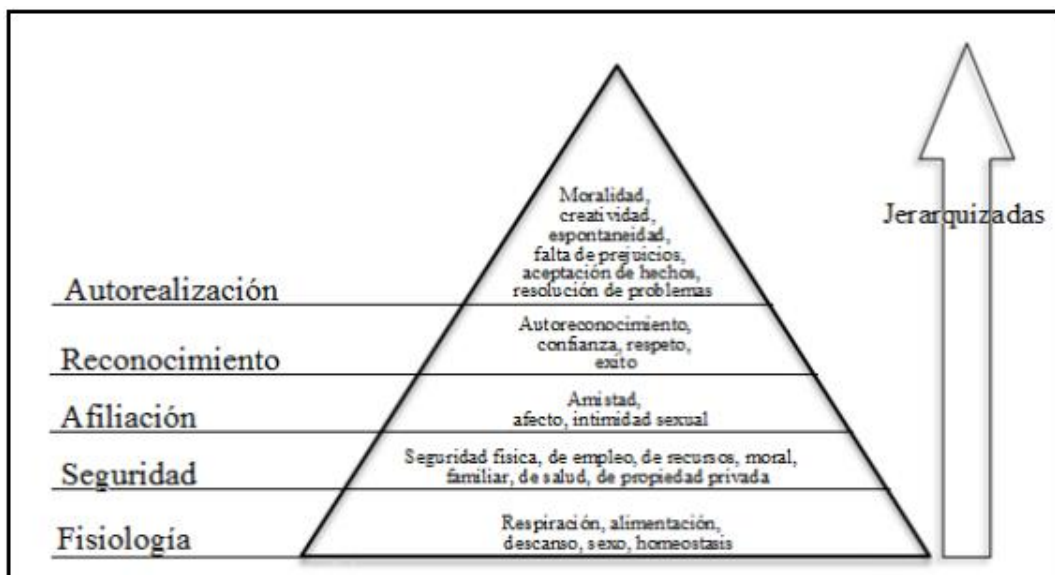 Moralidad,
creatividad,
espontaneidad,
falta de prejuicios,
aceptación de hechos,
resolución de problemas
Autorealización
Autoreconocimiento,
confianza, respeto,
exito
Reconocimiento
Amistad,
afecto, intimidad sexual
Afiliación
Seguridad física, de empleo, de recursos, moral,
familiar, de salud, de propiedad privada
Seguridad
Respiración, alimentación,
descanso, sexo, homeostasis
Fisiología
Jerarquizadas